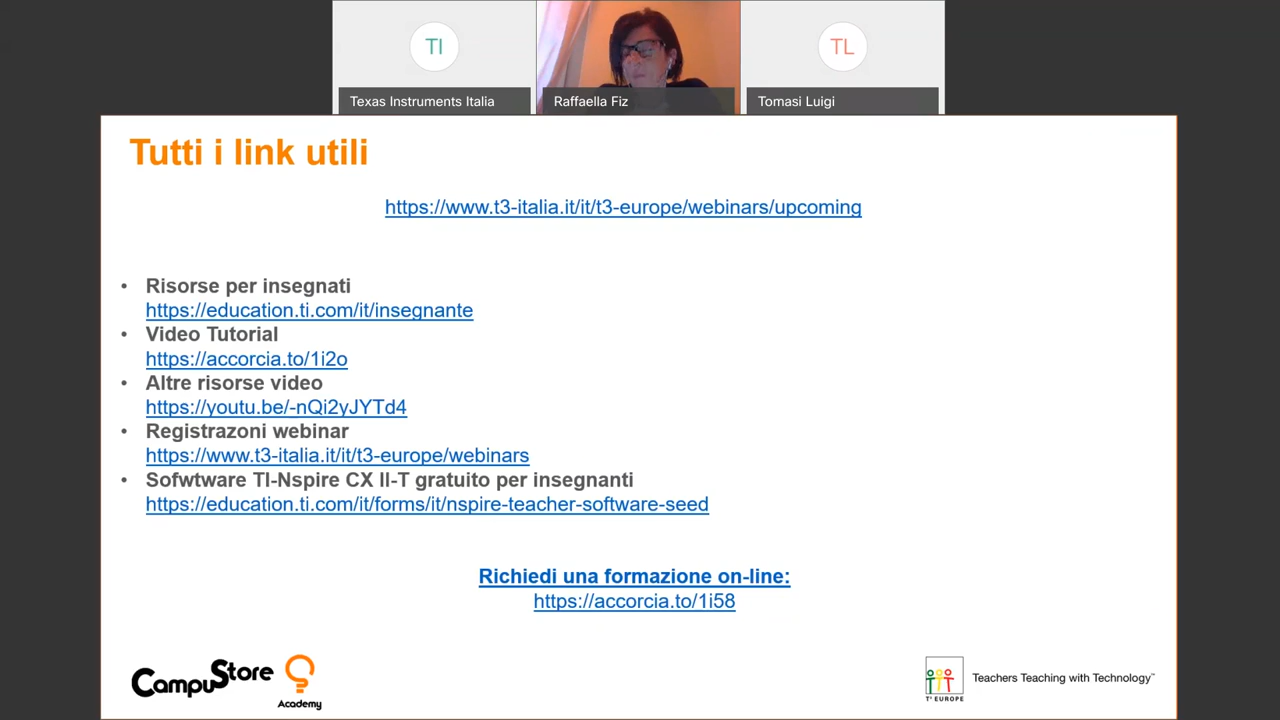 TI
TL
Texas Instruments Italia
Raffaella Fiz
Tomasi Luigi
Tutti i link utili
https://www.t3-italia.it/it/t3-europe/webinars/upcoming
• Risorse per insegnati
https://education.ti.com/it/insegnante
• Video Tutorial
https://accorcia.to/1i2o
• Altre risorse video
https://youtu.be/-nQi2yJYTd4
• Registrazoni webinar
https://www.t3-italia.it/it/t3-europe/webinars
• Sofwtware TI-Nspire CX II-T gratuito per insegnanti
https://education.ti.com/it/forms/it/nspire-teacher-software-seed
Richiedi una formazione on-line:
https://accorcia.to/1i58
CampuStore
Academy
T³ EUROPE
Teachers Teaching with Technology™